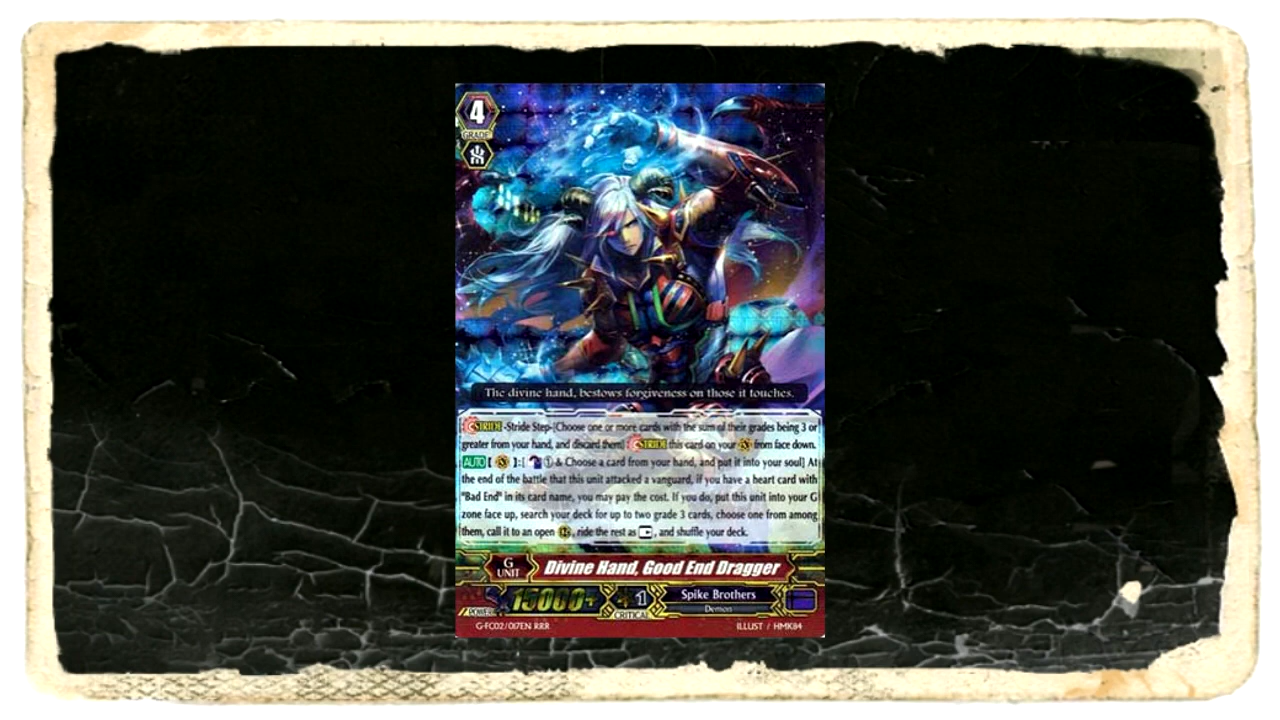 4
GRADE
The divine hand, bestows forgiveness on those it touches.
STRIDE-Stride Step-[Choose one or more cards with the sum of their grades being 3 or
greater from your hand, and discard them] STRIDE this card on your from face down.
AUTO [ ]:[ ① & Choose a card from your hand, and put it into your soul] At
the end of the battle that this unit attacked a vanguard, if you have a heart card with
"Bad End" in its card name, you may pay the cost. If you do, put this unit into your G
zone face up, search your deck for up to two grade 3 cards, choose one from among
them, call it to an open , ride the rest as , and shuffle your deck.
G
UNIT
Divine Hand, Good End Dragger
POWER 15000+
1
CRITICAL
Spike Brothers
Demon
G-FC02/017EN RRR
ILLUST / HMK84